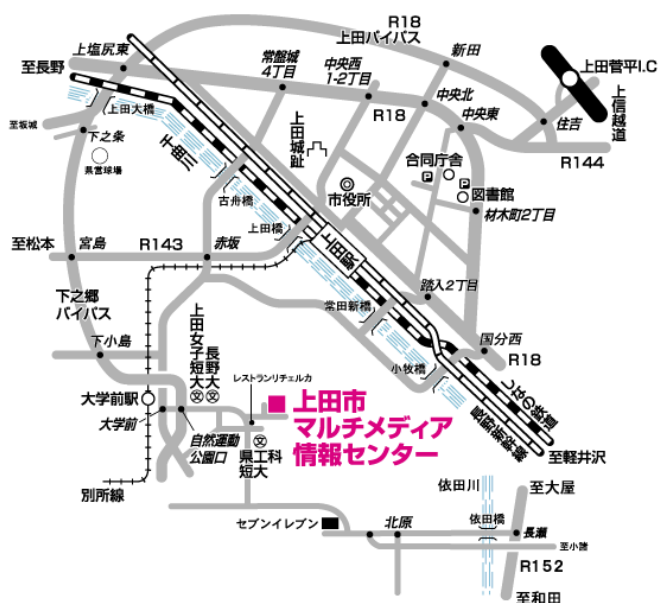 R18
上田バイパス
上塩尻東
常盤城
4丁目
中央西
1-2丁目
新田
上田菅平I.C
至長野
上信越道
上田大橋
R18
中央北
中央東
住吉
至坂城
下之条
千曲川
上田城趾
R144
県営球場
合同庁舎
P
P
古舟橋
市役所
図書館
材木町2丁目
上田橋
至松本
宮島
R143
赤坂
上田駅
踏入2丁目
下之郷
バイパス
常田新橋
国分西
下小島
上田女子短大
長野大
小牧橋
R18
しなの鉄道
長野新幹線
レストランリチェルカ
大学前駅
文
文
上田市
マルチメディア
情報センター
大学前
自然運動
公園口
文
県工科
短大
至軽井沢
別所線
依田川
至大屋
セブンイレブン
北原
依田橋
長瀬
至小諸
R152
至和田